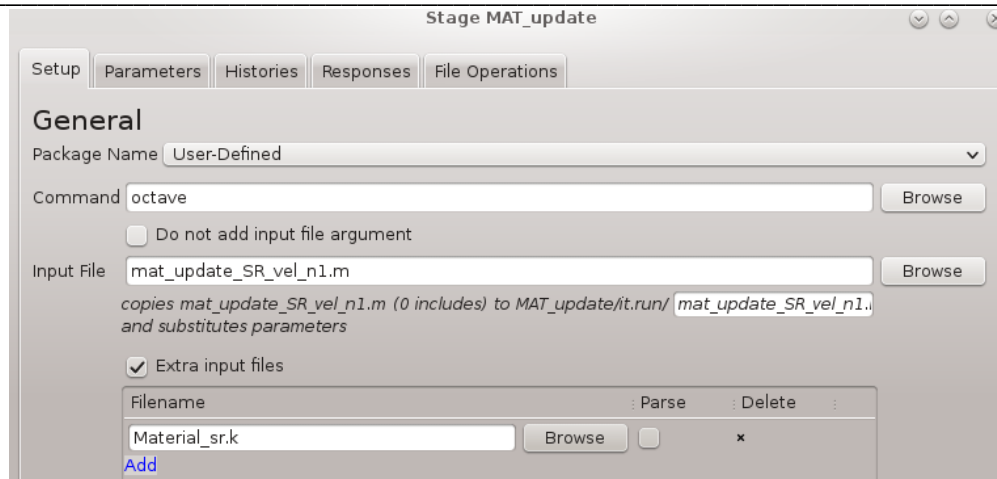 Stage MAT_update
Setup Parameters Histories Responses File Operations
General
Package Name User-Defined
Command octave Browse
Do not add input file argument
Input File mat_update_SR_vel_n1.m Browse
copies mat_update_SR_vel_n1.m (0 includes) to MAT_update/it.run/ mat_update_SR_vel_n1.
and substitutes parameters
Extra input files
Filename Parse Delete
Material_sr.k Browse
Add